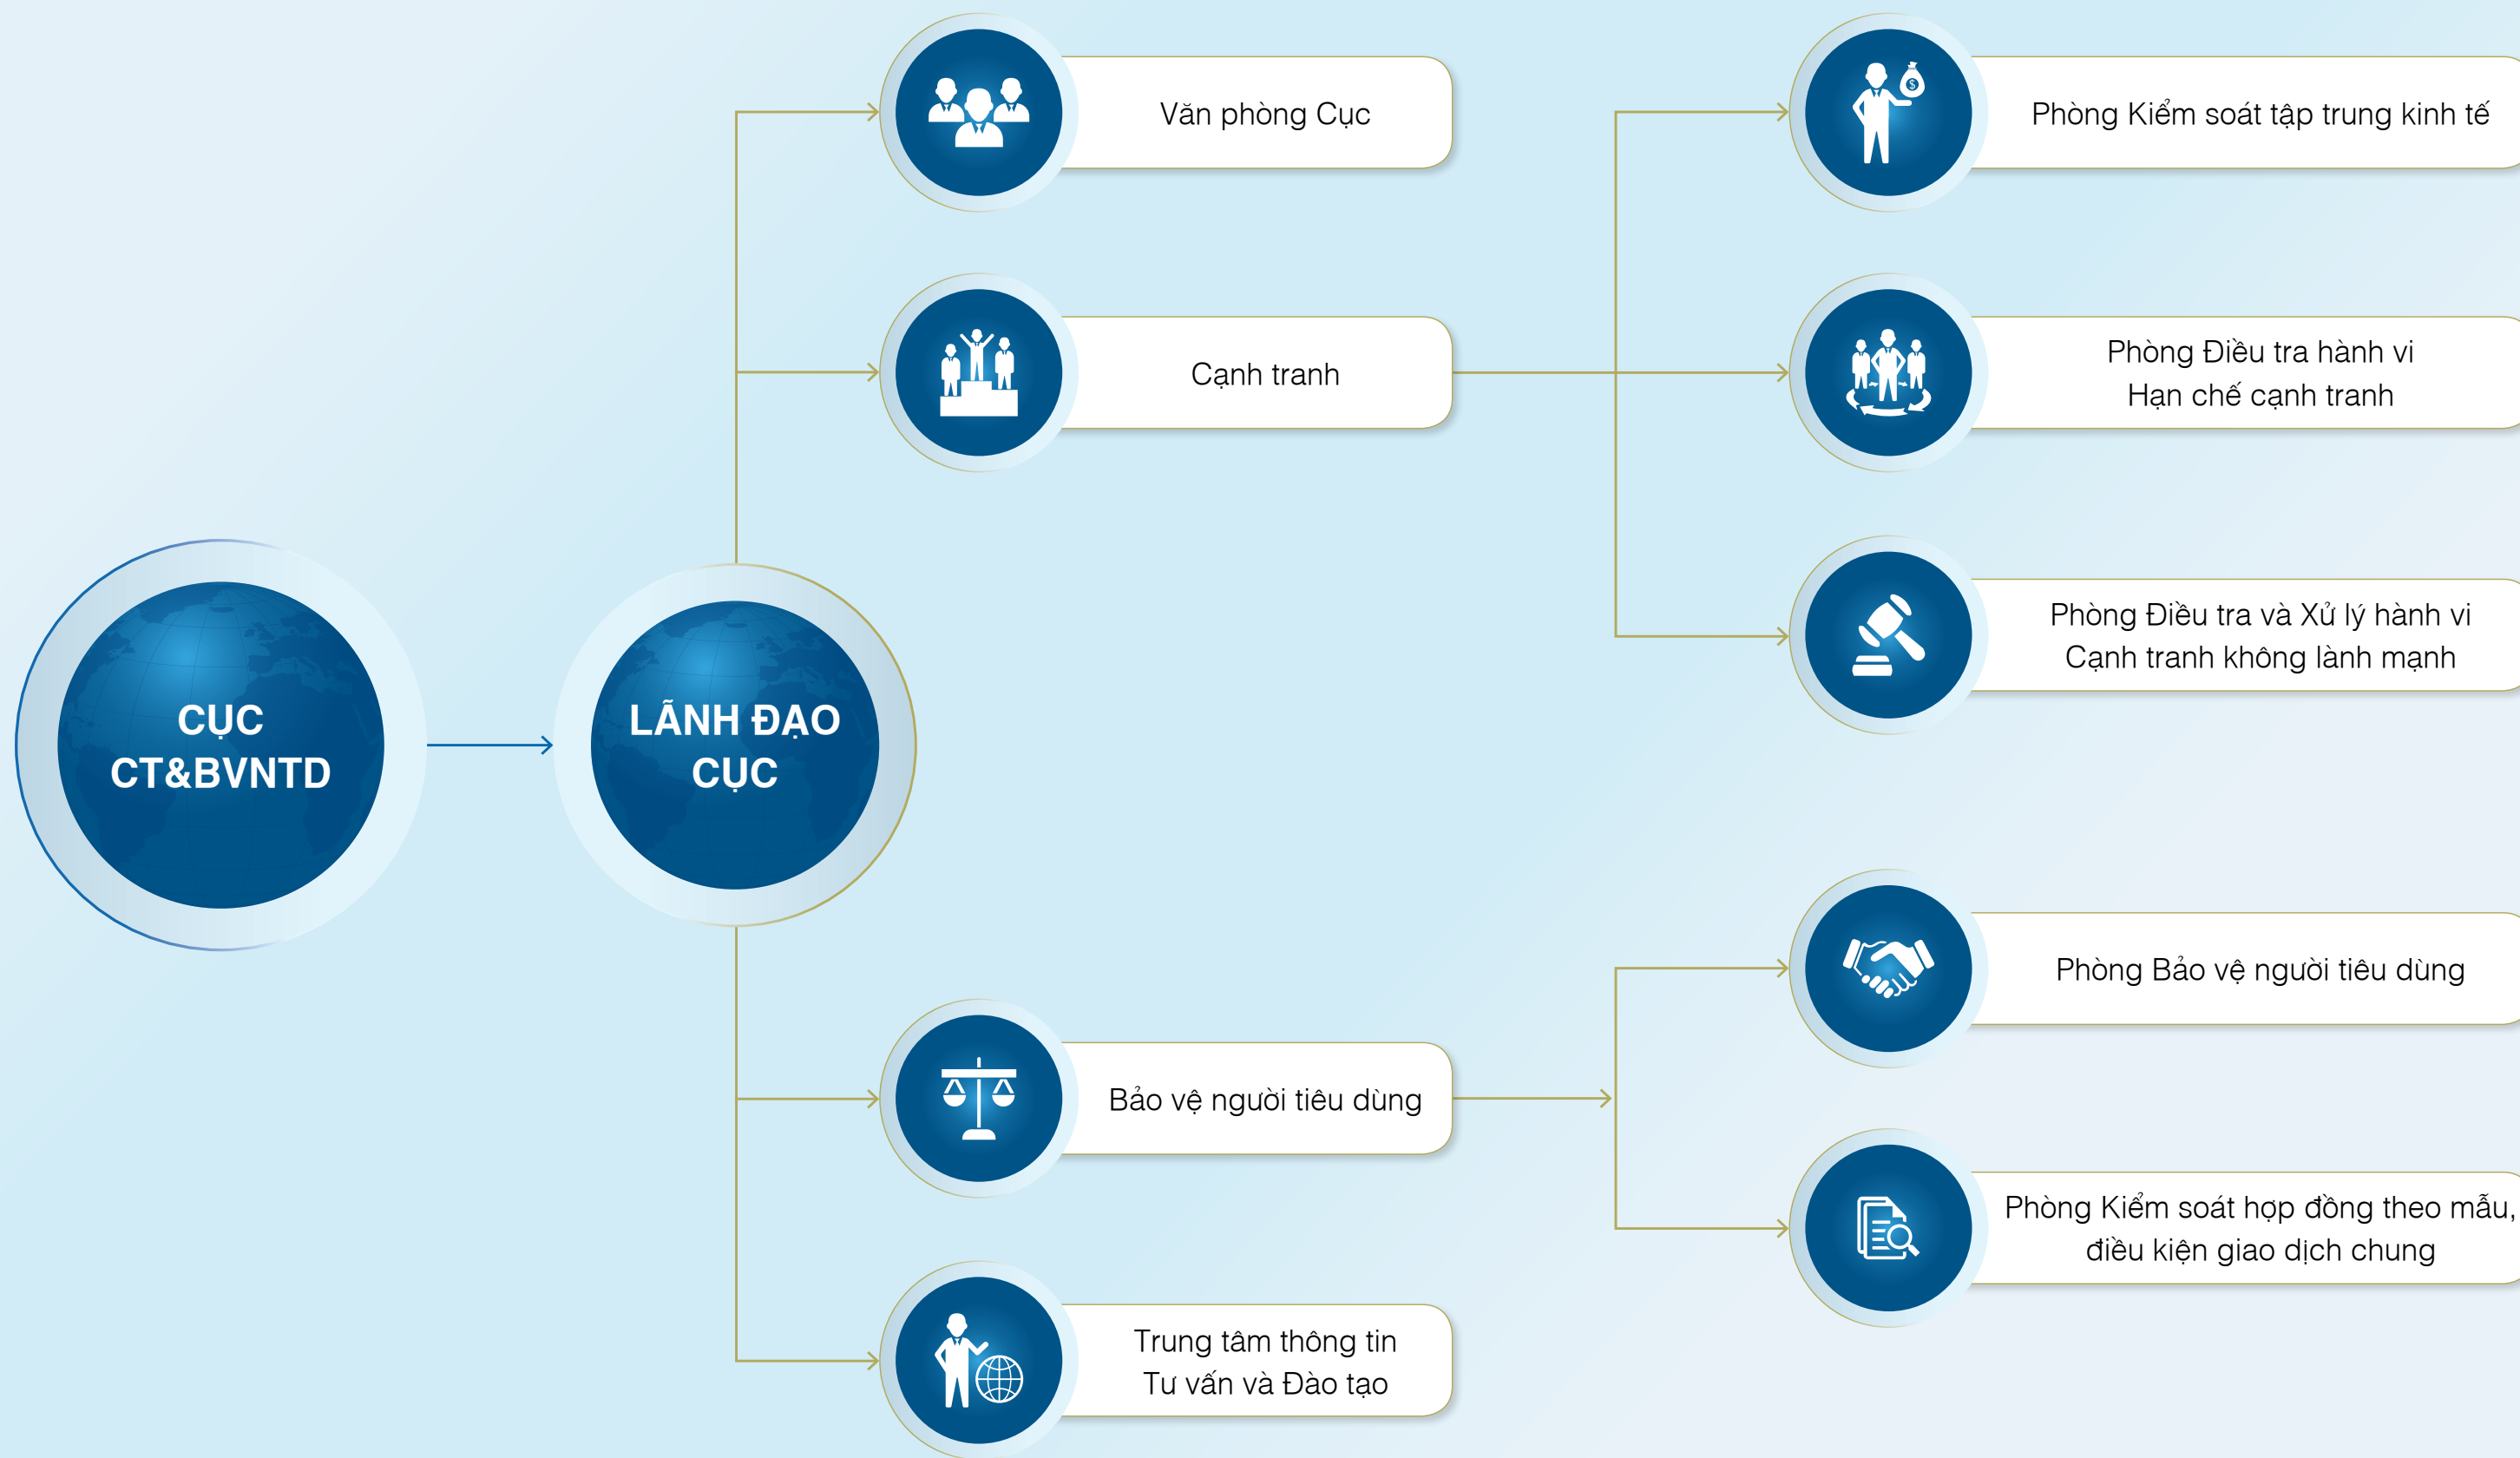 CỤC
CT&BVNTD
LÃNH ĐẠO
CỤC
Văn phòng Cục
Cạnh tranh
Bảo vệ người tiêu dùng
Trung tâm thông tin
Tư vấn và Đào tạo
Phòng Kiểm soát tập trung kinh tế
Phòng Điều tra hành vi
Hạn chế cạnh tranh
Phòng Điều tra và Xử lý hành vi
Cạnh tranh không lành mạnh
Phòng Bảo vệ người tiêu dùng
Phòng Kiểm soát hợp đồng theo mẫu,
điều kiện giao dịch chung